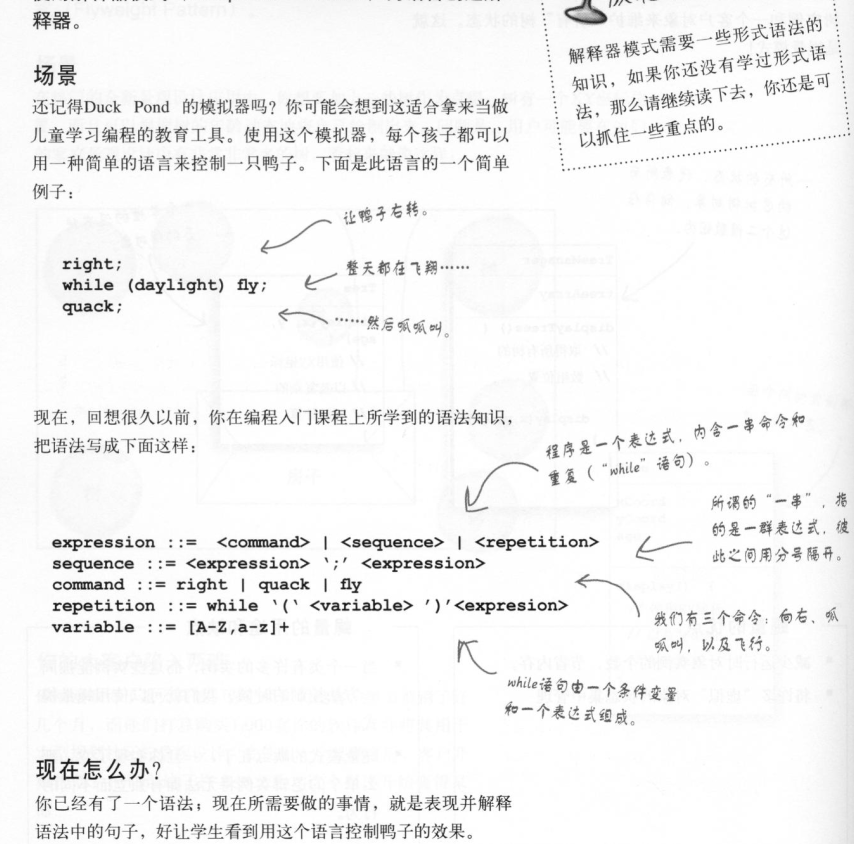 释器。
解释器模式需要一些形式语法的
知识，如果你还没有学过形式语
法，那么请继续读下去，你还是可
以抓住一些重点的。
场景
还记得Duck Pond 的模拟器吗？你可能会想到这适合拿来当做
儿童学习编程的教育工具。使用这个模拟器，每个孩子都可以
用一种简单的语言来控制一只鸭子。下面是此语言的一个简单
例子：
让鸭子右转。
right;
整天都在飞翔……
while (daylight) fly;
quack;
……然后呱呱叫。
现在，回想很久以前，你在编程入门课程上所学到的语法知识，
把语法写成下面这样：
程序是一个表达式，内含一串命令和
重复（“while”语句）。
所谓的“一串”，指
的是一群表达式，彼
此之间用分号隔开。
expression ::= <command> | <sequence> | <repetition>
sequence ::= <expression> ‘;’ <expression>
command ::= right | quack | fly
repetition ::= while ‘(‘ <variable> ’)’<expresion>
variable ::= [A-Z,a-z]+
我们有三个命令：向右、呱
呱叫，以及飞行。
while语句由一个条件变量
和一个表达式组成。
现在怎么办？
你已经有了一个语法；现在所需要做的事情，就是表现并解释
语法中的句子，好让学生看到用这个语言控制鸭子的效果。